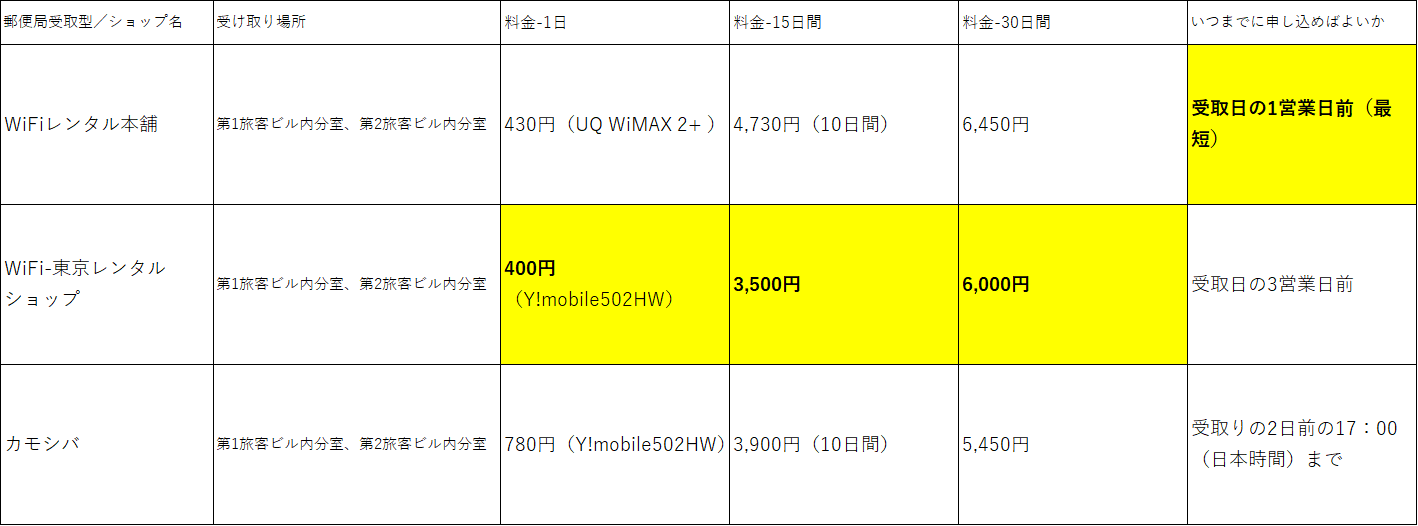 郵便局受取型／ショップ名
受け取り場所
料金-1日
料金-15日間
料金-30日間
いつまでに申し込めばよいか
WiFiレンタル本舗
第1旅客ビル内分室、第2旅客ビル内分室
430円（UQ WiMAX 2+ ）
4,730円（10日間）
6,450円
受取日の1営業日前（最
短）
WiFi-東京レンタル
ショップ
第1旅客ビル内分室、第2旅客ビル内分室
400円
（Y!mobile502HW）
3,500円
6,000円
受取日の3営業日前
カモシバ
第1旅客ビル内分室、第2旅客ビル内分室
780円（Y!mobile502HW）
3,900円（10日間）
5,450円
受取りの2日前の17：00
（日本時間）まで